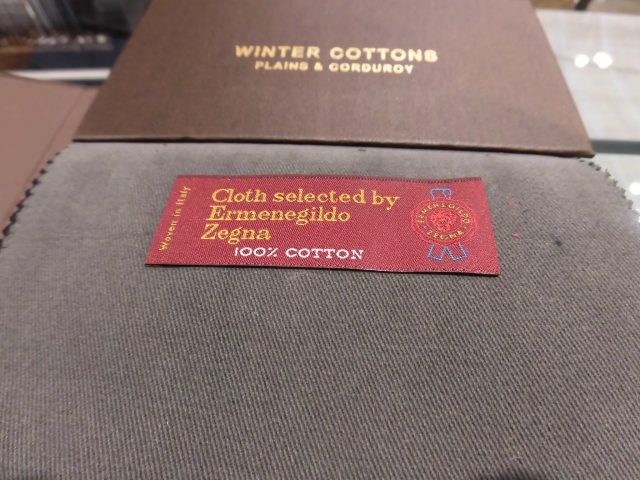 WINTER COTTONS
PLAINS & CORDUROY
Woven in Italy
Cloth selected by
Ermenegildo
Zegna
100% COTTON
ERMENEGILDO
ZEGNA